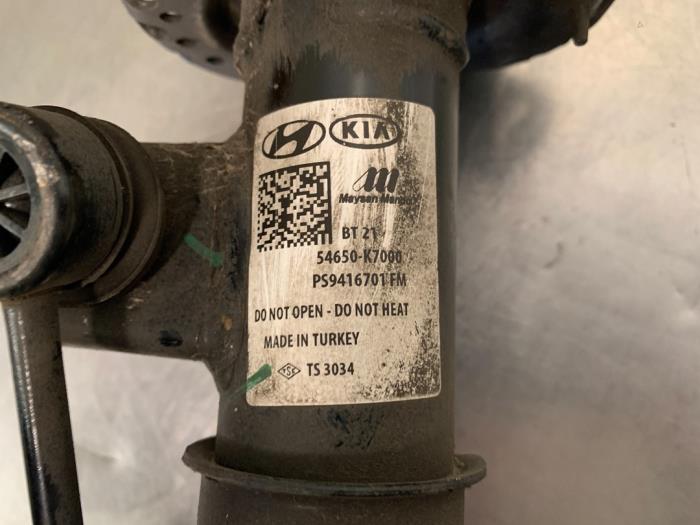 KIA
Maysan Mando
BT 21
54650-K7000
PS9416701 FM
DO NOT OPEN - DO NOT HEAT
MADE IN TURKEY
TSE TS 3034